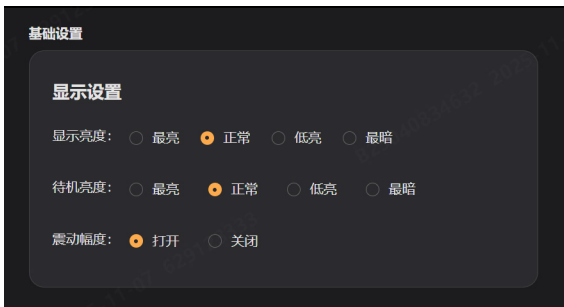 基础设置
显示设置
显示亮度： 最亮 正常 低亮 最暗
待机亮度： 最亮 正常 低亮 最暗
震动幅度： 打开 关闭